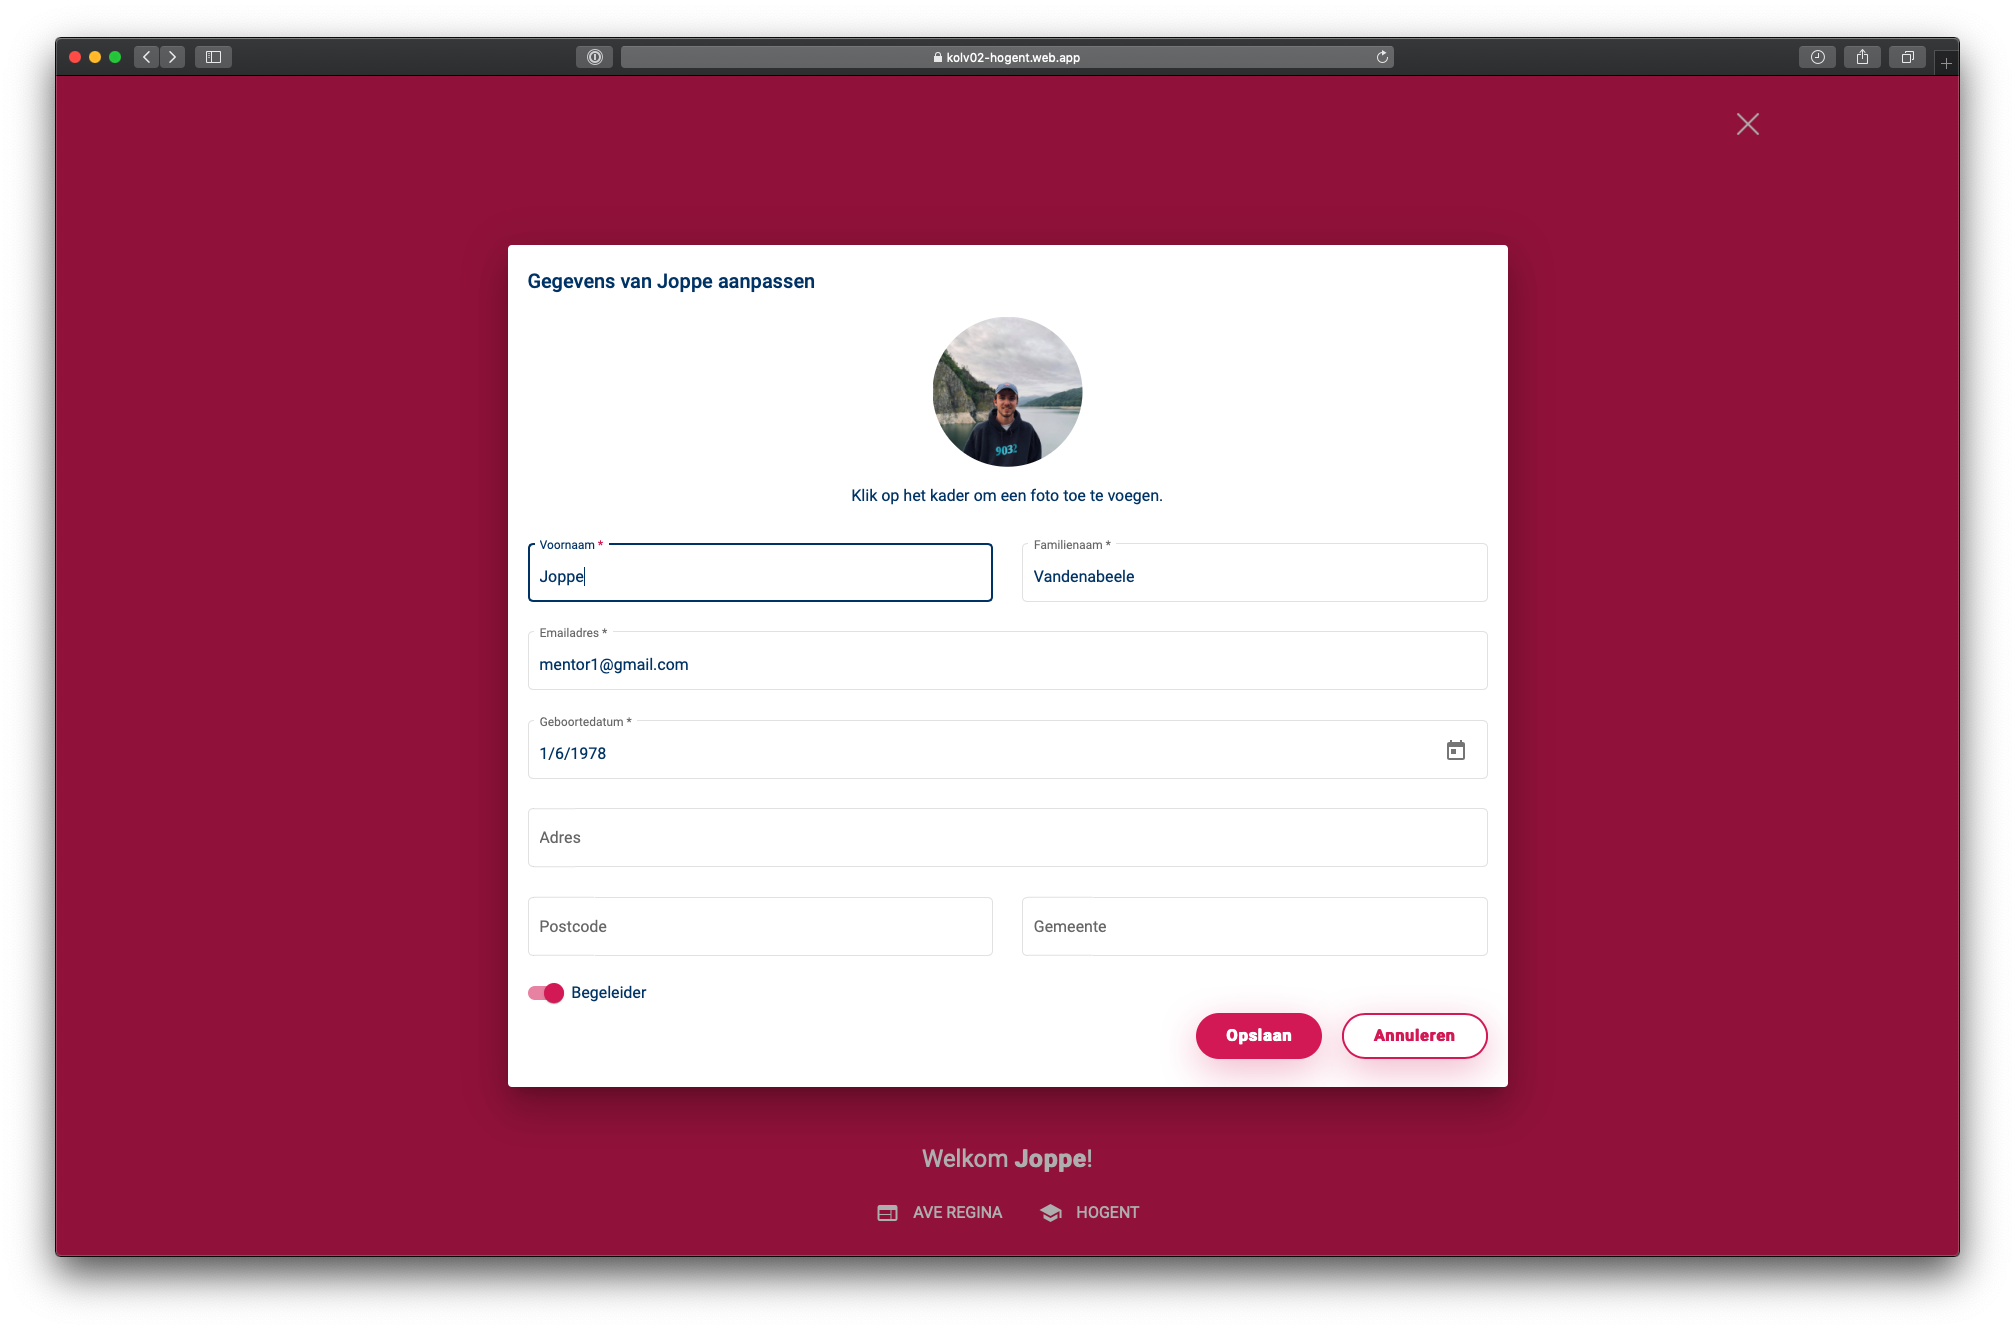 kolv02-hogent.web.app
Gegevens van Joppe aanpassen
9032
Klik op het kader om een foto toe te voegen.
Voornaam * Familienaam *
Joppe Vandenabeele
Emailadres *
mentor1@gmail.com
Geboortedatum *
1/6/1978
Adres
Postcode Gemeente
Begeleider
Opslaan Annuleren
Welkom Joppe!
AVE REGINA HOGENT